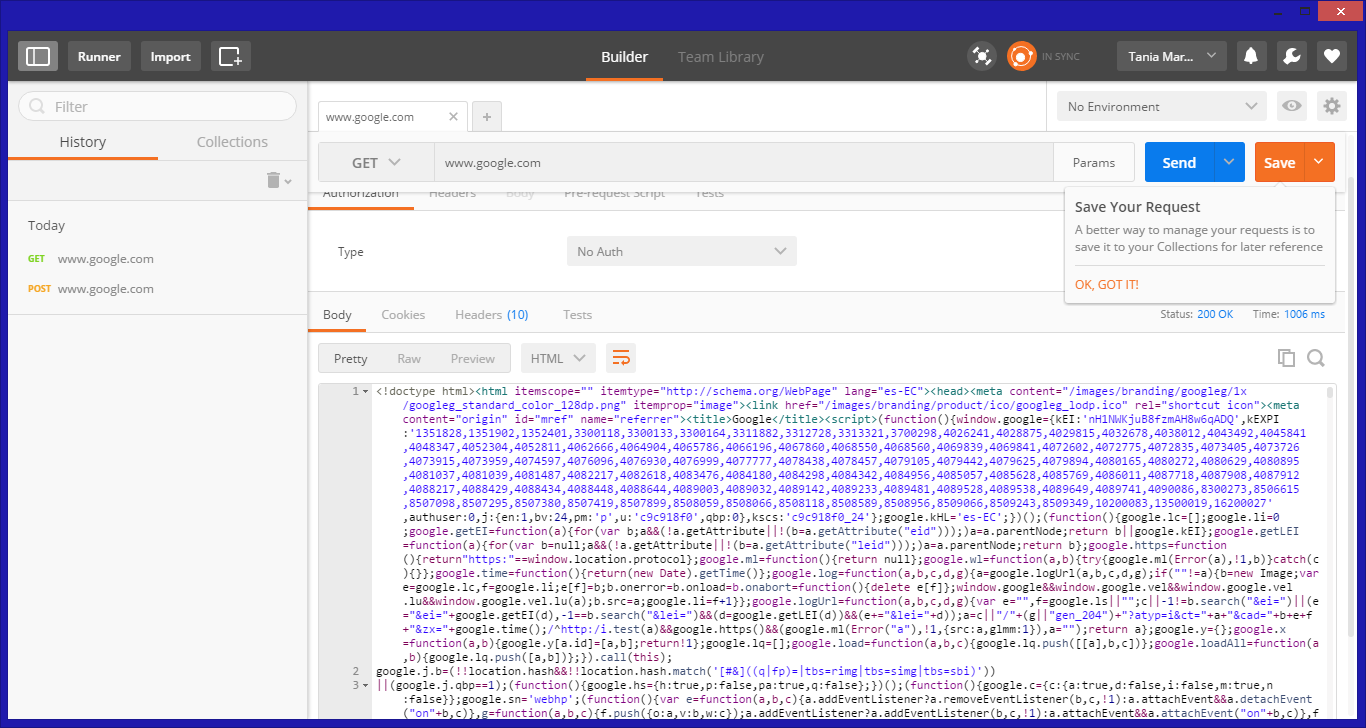 Runner
Import
Builder
Team Library
IN SYNC
Tania Mar...
Filter
History
Collections
Today
GET www.google.com
POST www.google.com
www.google.com
No Environment
GET
www.google.com
Params
Send
Save
Authorization
Headers
Body
Pre-request Script
Tests
Save Your Request
A better way to manage your requests is to
save it to your Collections for later reference
OK, GOT IT!
Type
No Auth
Body
Cookies
Headers (10)
Tests
Status: 200 OK
Time: 1006 ms
Pretty
Raw
Preview
HTML
1 <!doctype html><html itemscope="" itemtype="http://schema.org/WebPage" lang="es-EC"><head><meta content="/images/branding/googleg/1x
/googleg_standard_color_128dp.png" itemprop="image"><link href="/images/branding/product/ico/googleg_lodp.ico" rel="shortcut icon"><meta
content="origin" id="mref" name="referrer"><title>Google</title><script>(function(){window.google={kEI:'nH1NWKjuB8fzmAH8w6qADQ',kEXPI
:'1351828,1351902,1352401,3300118,3300133,3300164,3311882,3312728,3313321,3700298,4026241,4028875,4029815,4032678,4038012,4043492,4045841
,4048347,4052304,4052811,4062666,4064904,4065786,4066196,4067860,4068550,4068560,4069839,4069841,4072602,4072775,4072835,4073405,4073726
,4073915,4073959,4074597,4076096,4076930,4076999,4077777,4078438,4078457,4079105,4079442,4079625,4079894,4080165,4080272,4080629,4080895
,4081037,4081039,4081487,4082217,4082618,4083476,4084180,4084298,4084342,4084956,4085057,4085628,4085769,4086011,4087718,4087908,4087912
,4088217,4088429,4088434,4088448,4088644,4089003,4089032,4089142,4089233,4089481,4089528,4089538,4089649,4089741,4090086,8300273,8506615
,8507098,8507295,8507380,8507419,8507899,8508059,8508066,8508118,8508589,8508956,8509066,8509243,8509349,10200083,13500019,16200027'
,authuser:0,j:{en:1,bv:24,pm:'p',u:'c9c918f0',qbp:0},kscs:'c9c918f0_24'};google.kHL='es-EC';})();(function(){google.lc=[];google.li=0
;google.getEI=function(a){for(var b;a&&(!a.getAttribute||!(b=a.getAttribute("eid")));)a=a.parentNode;return b||google.kEI};google.getLEI
=function(a){for(var b=null;a&&(!a.getAttribute||!(b=a.getAttribute("leid")));)a=a.parentNode;return b};google.https=function
(){return"https:"==window.location.protocol};google.ml=function(){return null};google.wl=function(a,b){try{google.ml(Error(a),!1,b)}catch(c
){}};google.time=function(){return(new Date).getTime()};google.log=function(a,b,c,d,g){a=google.logUrl(a,b,c,d,g);if(""!=a){b=new Image;var
e=google.lc,f=google.li;e[f]=b;b.onerror=b.onload=b.onabort=function(){delete e[f]};window.google&&window.google.vel&&window.google.vel
.lu&&window.google.vel.lu(a);b.src=a;google.li=f+1}};google.logUrl=function(a,b,c,d,g){var e="",f=google.ls||"";c||-1!=b.search("&ei=")||(e
="&ei="+google.getEI(d),-1==b.search("&lei=")&&(d=google.getLEI(d))&&(e+="&lei="+d));a=c||"/"+(g||"gen_204")+"?atyp=i&ct="+a+"&cad="+b+e+f
+"&zx="+google.time();/^http:/i.test(a)&&google.https()&&(google.ml(Error("a"),!1,{src:a,glmm:1}),a="");return a};google.y={};google.x
=function(a,b){google.y[a.id]=[a,b];return!1};google.lq=[];google.load=function(a,b,c){google.lq.push([[a],b,c])};google.loadAll=function(a
,b){google.lq.push([a,b])};}).call(this);
2 google.j.b=(!!location.hash&&!!location.hash.match('[#&]((q|fp)=|tbs=rimg|tbs=simg|tbs=sbi)'))
3 ||(google.j.qbp==1);(function(){google.hs={h:true,p:false,pa:true,q:false};})();(function(){google.c={c:{a:true,d:false,i:false,m:true,n
:false}};google.sn='webhp';(function(){var e=function(a,b,c){a.addEventListener?a.removeEventListener(b,c,!1):a.attachEvent&&a.detachEvent
("on"+b,c)},g=function(a,b,c){f.push({o:a,v:b,w:c});a.addEventListener?a.addEventListener(b,c,!1):a.attachEvent&&a.attachEvent("on"+b,c)},f